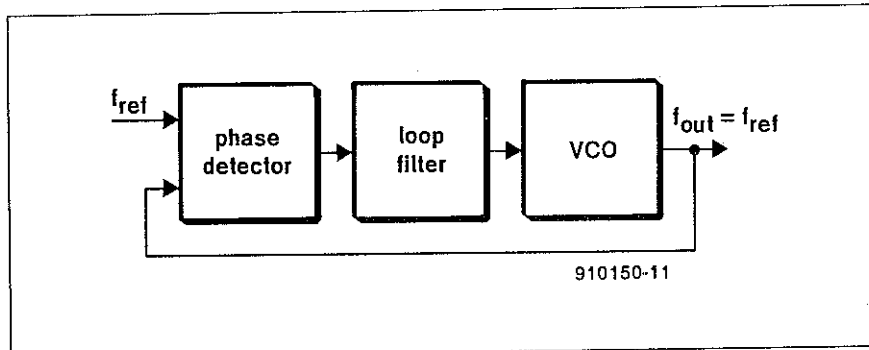 f_ref
phase
detector
loop
filter
VCO
f_out = f_ref
910150-11